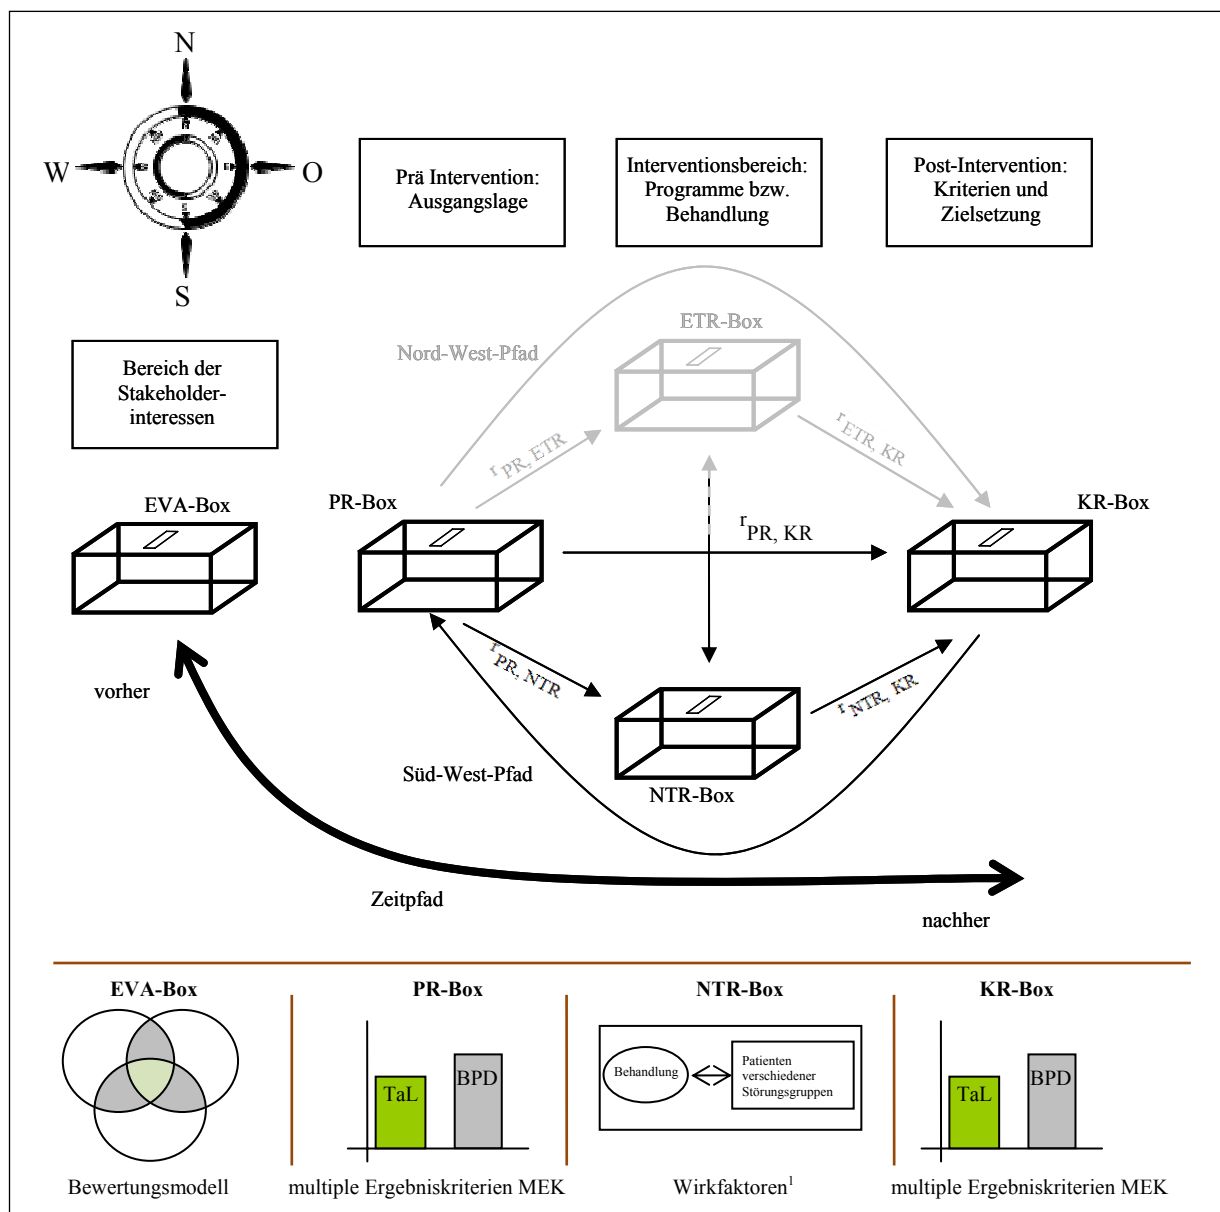 N
W
O
S
Prä Intervention:
Ausgangslage
Interventionsbereich:
Programme bzw.
Behandlung
Post-Intervention:
Kriterien und
Zielsetzung
Bereich der
Stakeholder-
interessen
ETR-Box
Nord-West-Pfad
r PR, ETR
r ETR, KR
EVA-Box
PR-Box
KR-Box
r PR, KR
r PR, NTR
r NTR, KR
vorher
Süd-West-Pfad
NTR-Box
Zeitpfad
nachher
EVA-Box
PR-Box
NTR-Box
KR-Box
TaL
BPD
Behandlung
Patienten
verschiedener
Störungsgruppen
TaL
BPD
Bewertungsmodell
multiple Ergebniskriterien MEK
Wirkfaktoren¹
multiple Ergebniskriterien MEK